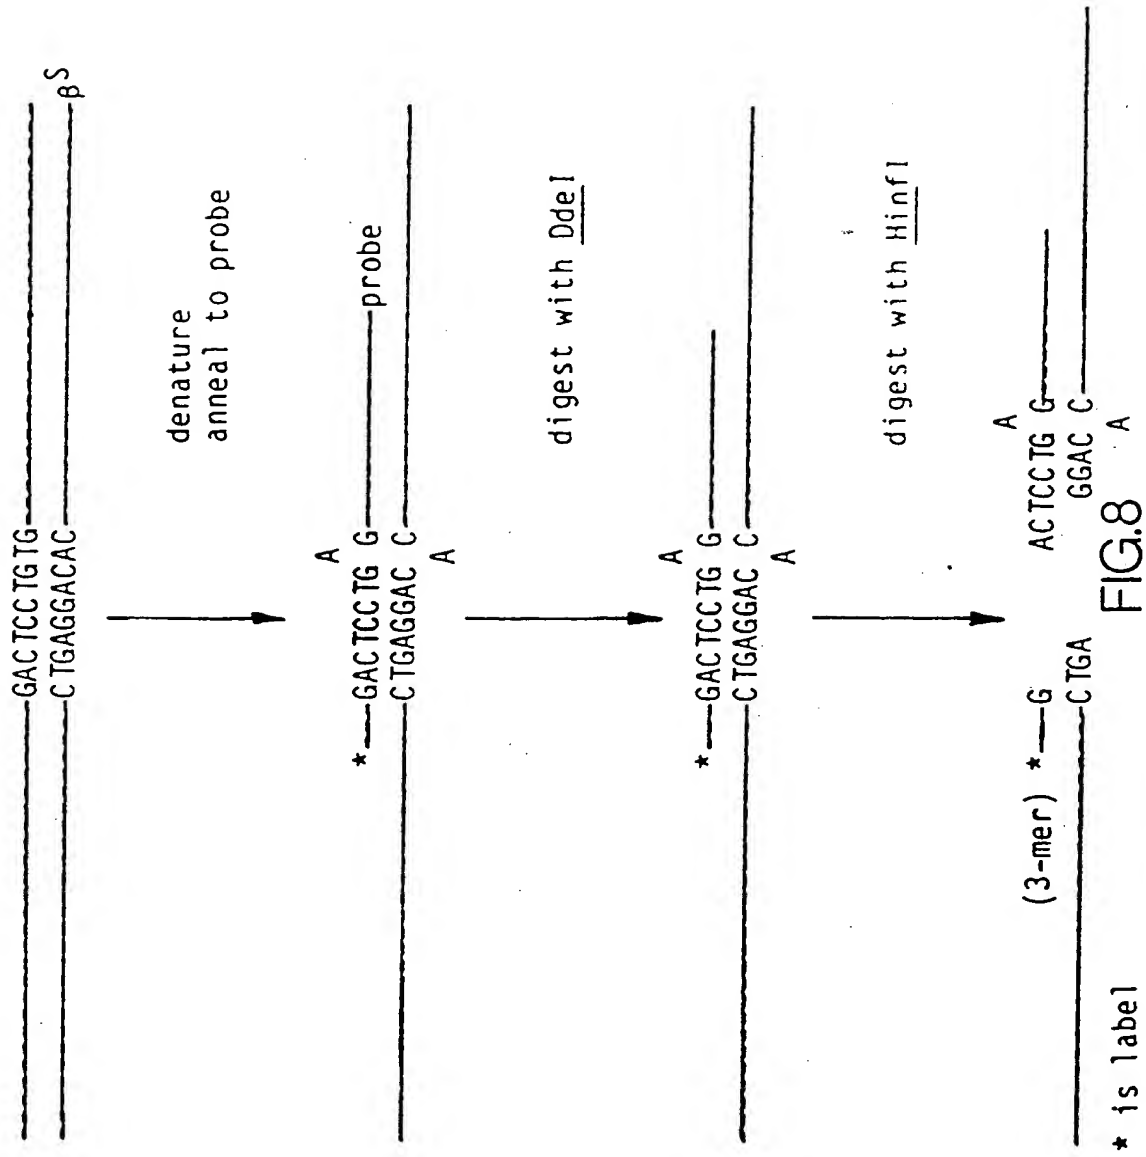 GACTCCTGTG
CTGAGGACAC βS
denature
anneal to probe
A
* GACTCCTG G probe
CTGAGGAC C
A
digest with DdeI
A
* GACTCCTG G
CTGAGGAC C
A
digest with HinfI
A
(3-mer) * G ACTCCTG G
CTGA GGAC C
A
* is label
FIG.8